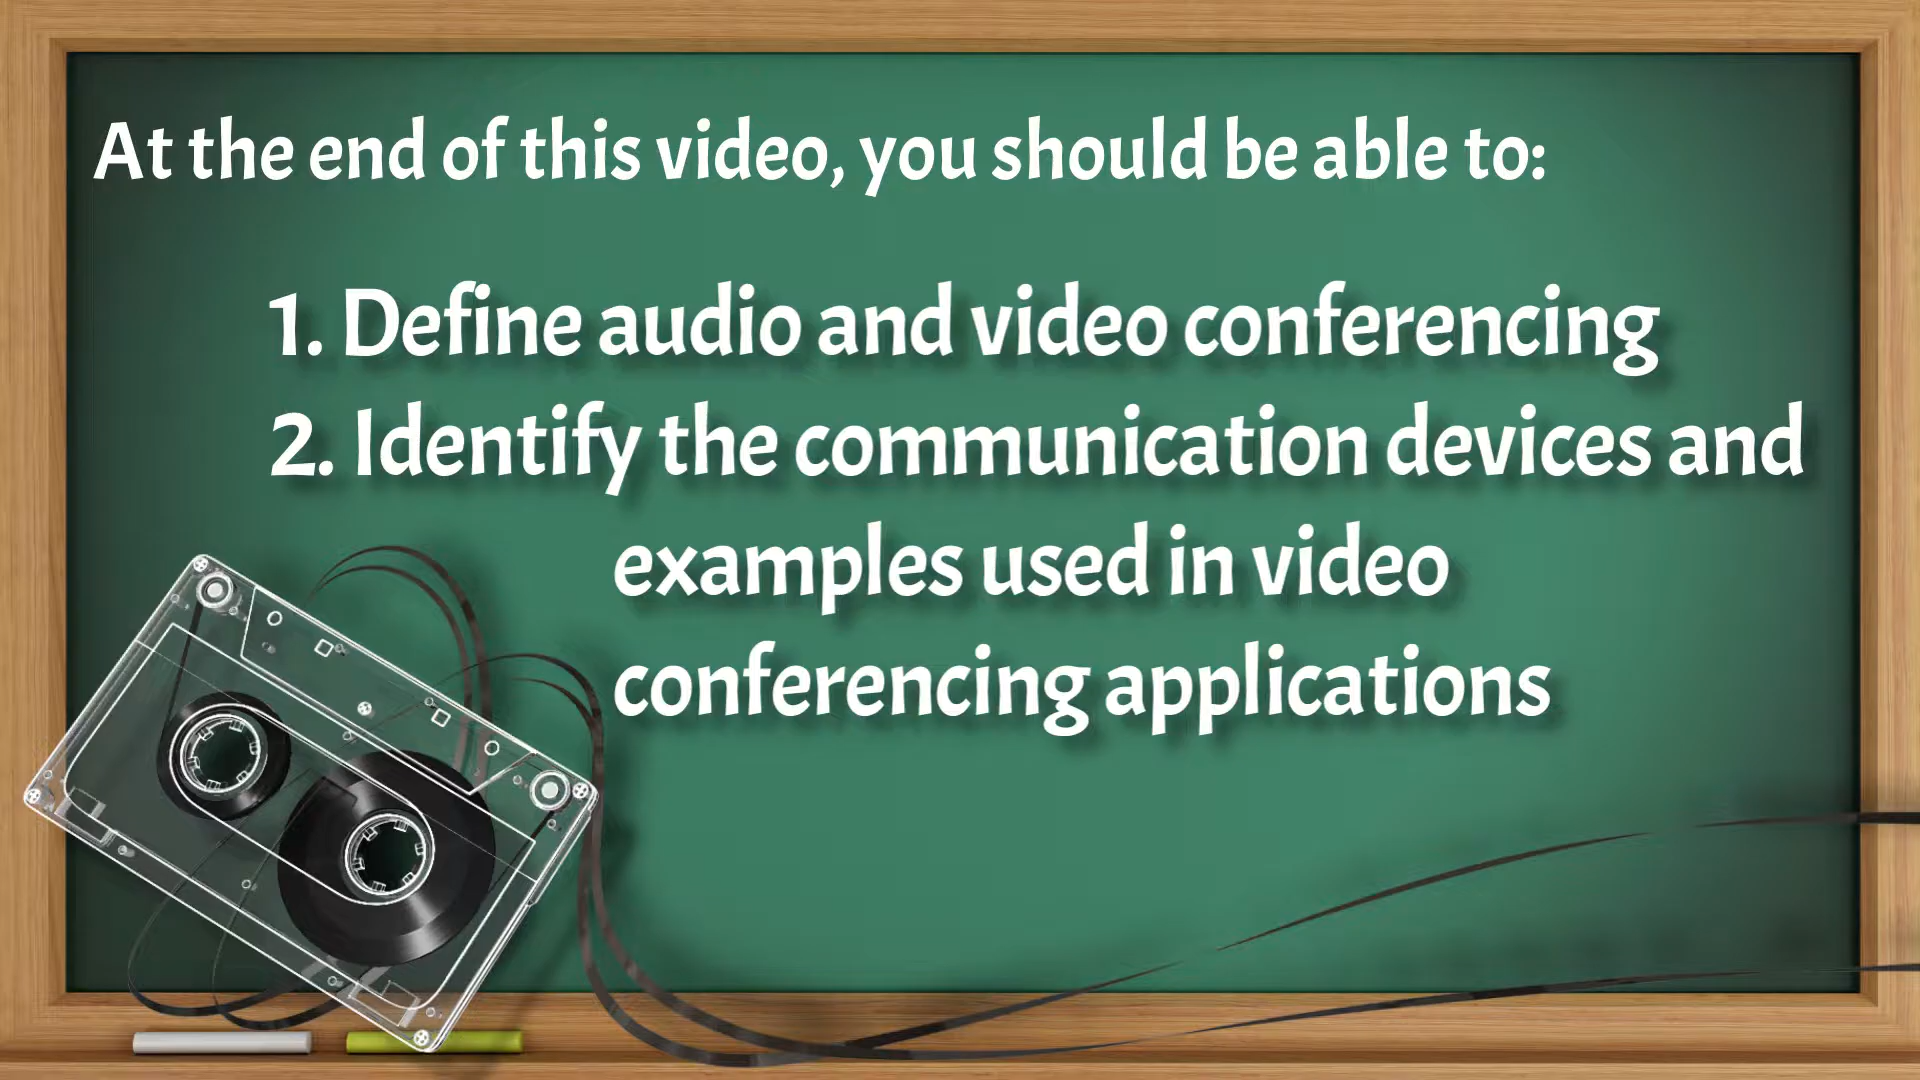 At the end of this video, you should be able to:
1. Define audio and video conferencing
2. Identify the communication devices and
examples used in video
conferencing applications